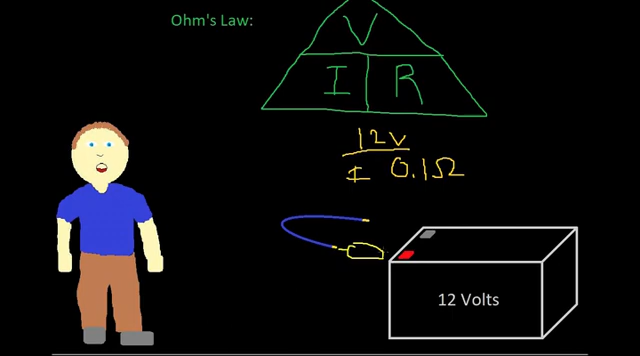 Ohm's Law:
V
I R
12V
I 0.1Ω
12 Volts